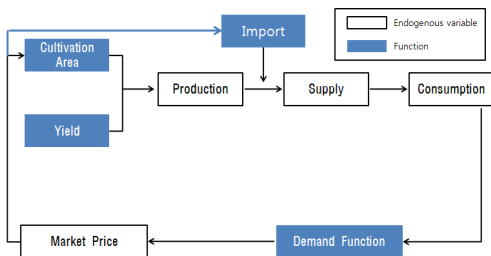 Import
Endogenous variable
Function
Cultivation
Area
Production
Supply
Consumption
Yield
Market Price
Demand Function